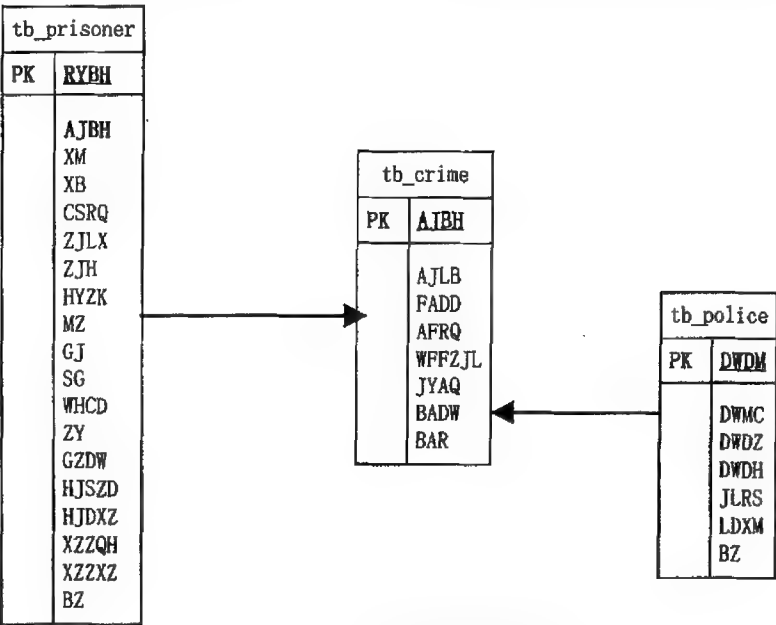 tb_prisoner
PK RYBH
AJBH
XM
XB
CSRQ
ZJLX
ZJH
HYZK
MZ
GJ
SG
WHCD
ZY
GZDW
HJSZD
HJDXZ
XZZQH
XZZXZ
BZ
tb_crime
PK AJBH
AJLB
FADD
AFRQ
WFFZJL
JYAQ
BADW
BAR
tb_police
PK DWDM
DWMC
DWDZ
DWDH
JLRS
LDXM
BZ